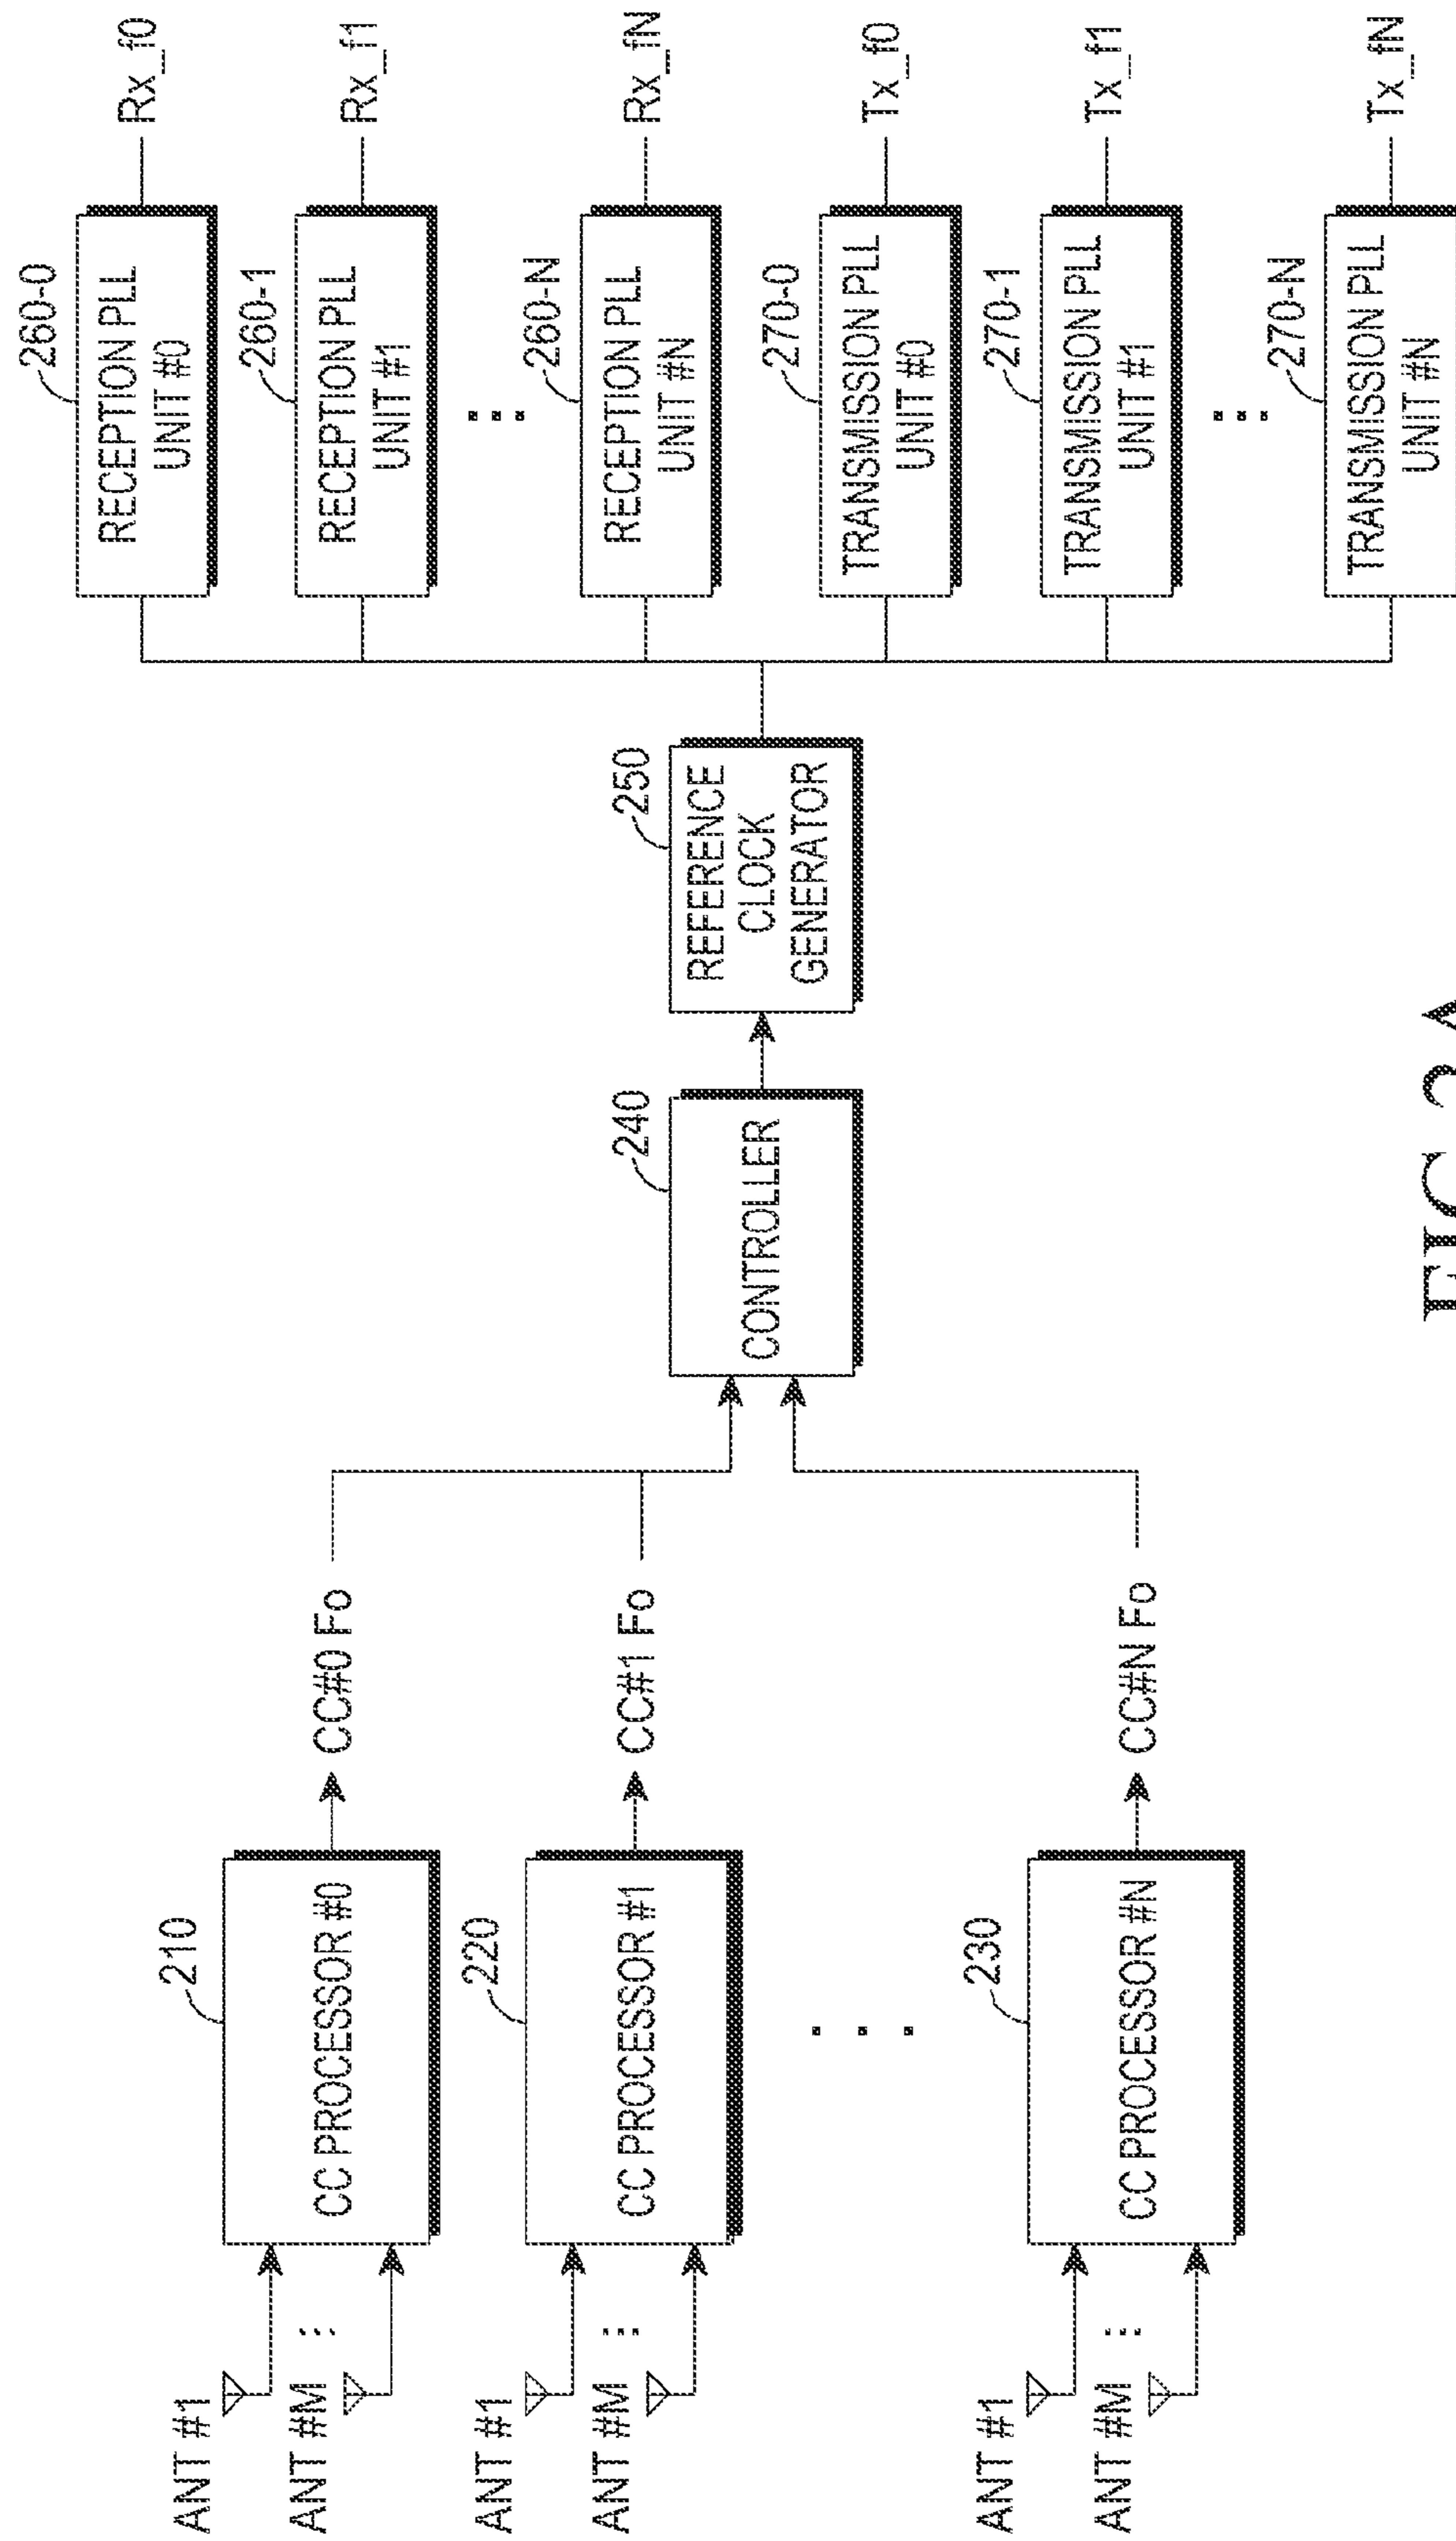 ANT #1
ANT #M
210
CC PROCESSOR #0
CC#0 Fo
ANT #1
ANT #M
220
CC PROCESSOR #1
CC#1 Fo
ANT #1
ANT #M
230
CC PROCESSOR #N
CC#N Fo
240
CONTROLLER
250
REFERENCE
CLOCK
GENERATOR
260-0
RECEPTION PLL
UNIT #0
Rx_f0
260-1
RECEPTION PLL
UNIT #1
Rx_f1
260-N
RECEPTION PLL
UNIT #N
Rx_fN
270-0
TRANSMISSION PLL
UNIT #0
Tx_f0
270-1
TRANSMISSION PLL
UNIT #1
Tx_f1
270-N
TRANSMISSION PLL
UNIT #N
Tx_fN